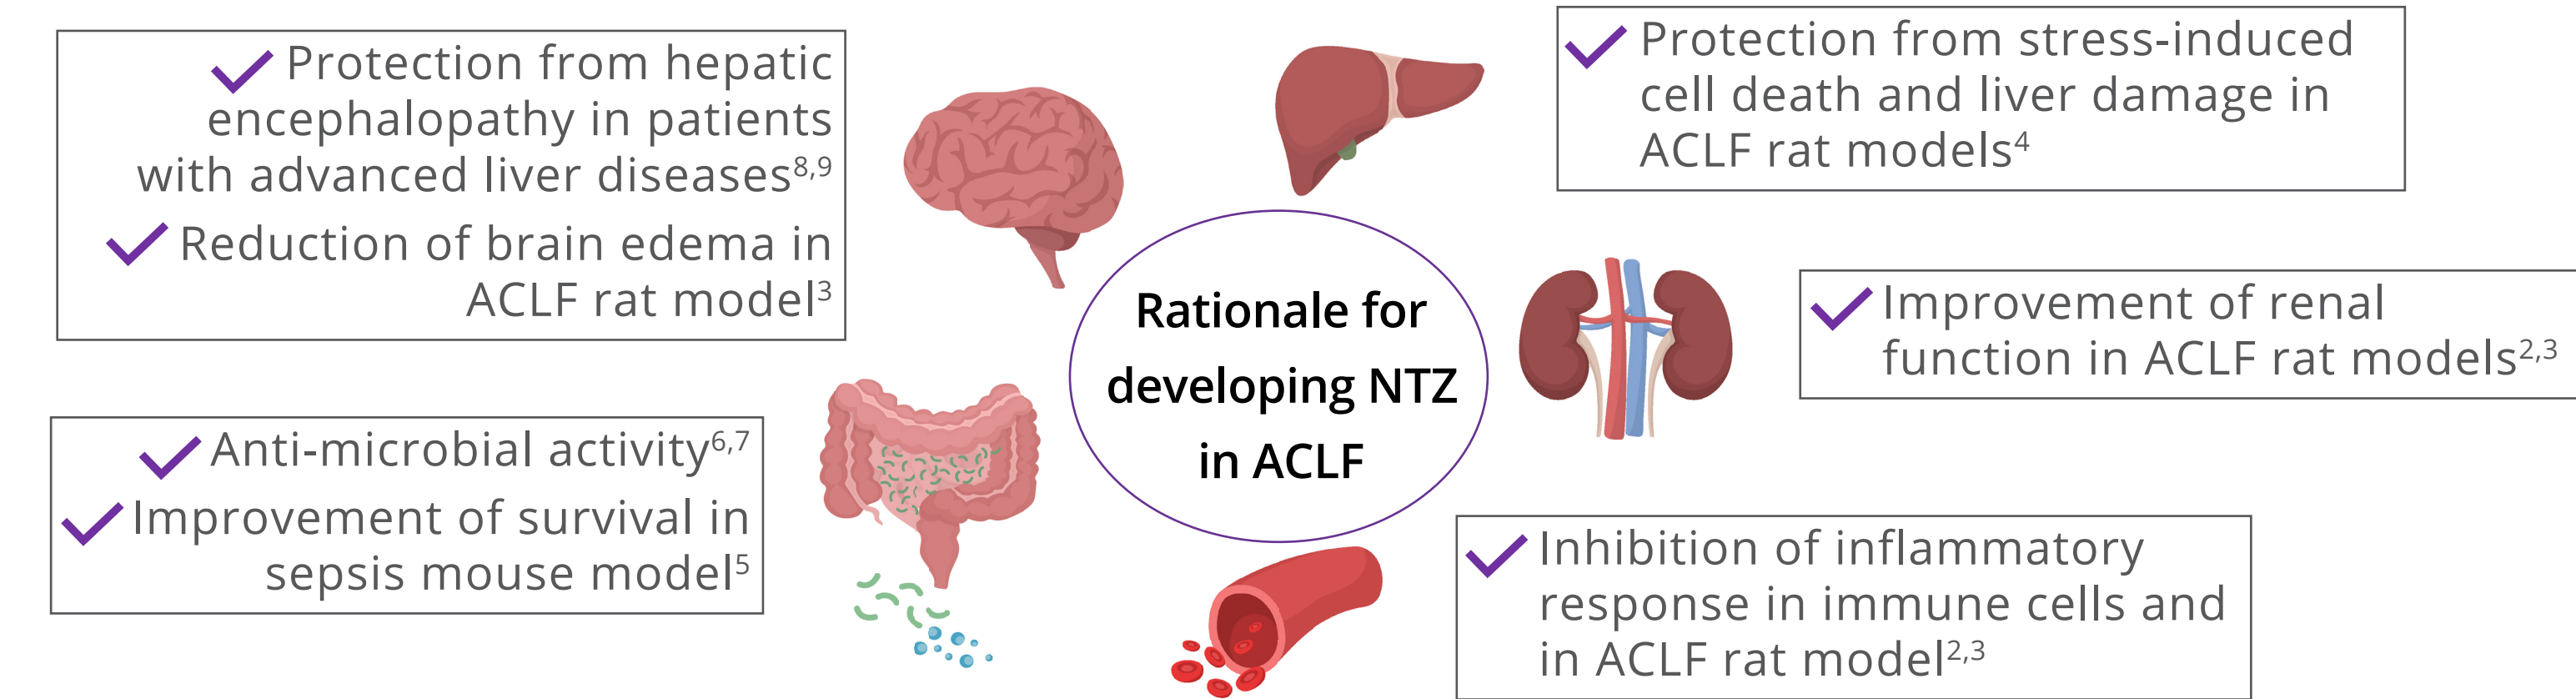 Protection from hepatic
encephalopathy in patients
with advanced liver diseases8,9
Reduction of brain edema in
ACLF rat model3
Anti-microbial activity6,7
Improvement of survival in
sepsis mouse model5
Rationale for
developing NTZ
in ACLF
Protection from stress-induced
cell death and liver damage in
ACLF rat models4
Improvement of renal
function in ACLF rat models2,3
Inhibition of inflammatory
response in immune cells and
in ACLF rat model2,3